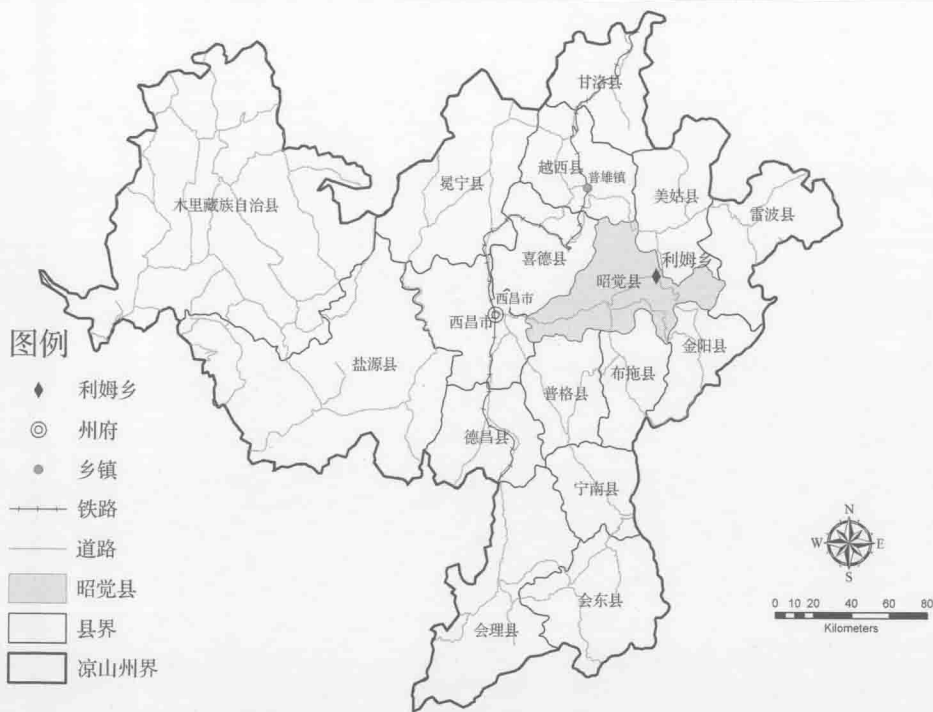 甘洛县
越西县
普雄镇
冕宁县
美姑县
木里藏族自治县
雷波县
喜德县
利姆乡
昭觉县
西昌市
西昌市
金阳县
盐源县
布拖县
普格县
德昌县
宁南县
会东县
会理县
图例
利姆乡
州府
乡镇
铁路
道路
昭觉县
县界
凉山州界
N
W E
S
0 10 20 40 60 80
Kilometers